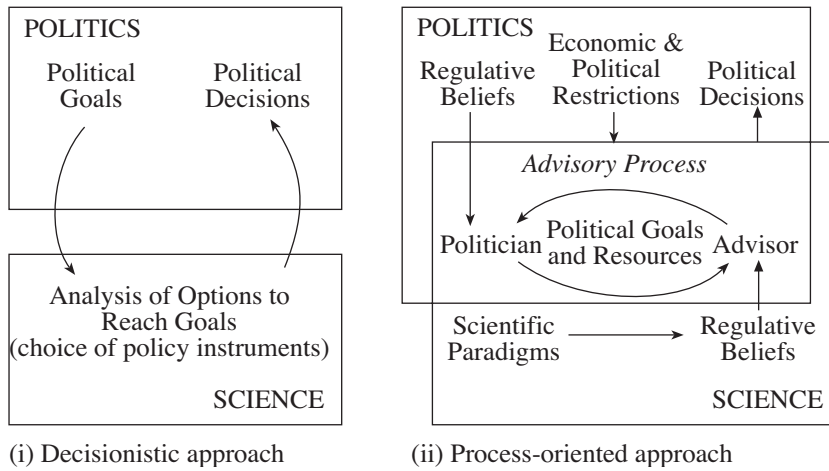 POLITICS
Political
Goals
Political
Decisions
Analysis of Options to
Reach Goals
(choice of policy instruments)
SCIENCE
(i) Decisionistic approach
POLITICS
Regulative
Beliefs
Economic &
Political
Restrictions
Political
Decisions
Advisory Process
Politician
Political Goals
and Resources
Advisor
Scientific
Paradigms
Regulative
Beliefs
SCIENCE
(ii) Process-oriented approach